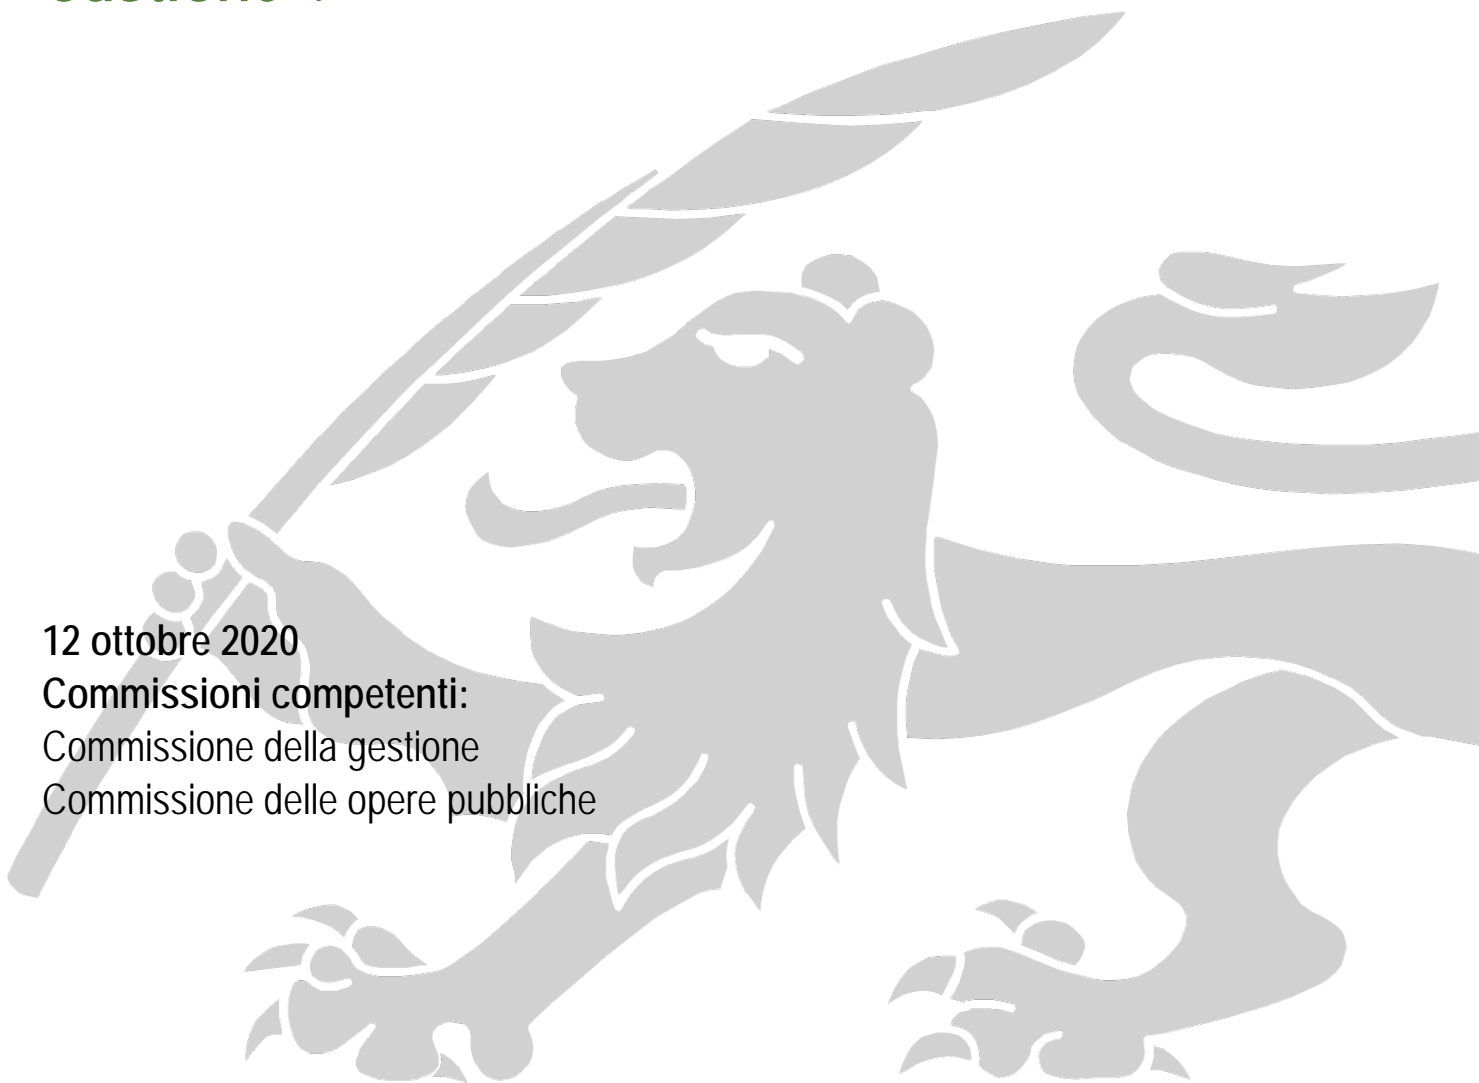 12 ottobre 2020
Commissioni competenti:
Commissione della gestione
Commissione delle opere pubbliche